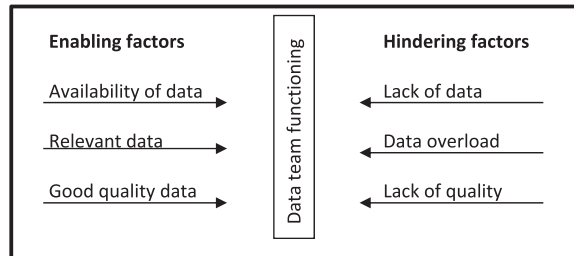 Enabling factors
Availability of data
Relevant data
Good quality data
Data team functioning
Hindering factors
Lack of data
Data overload
Lack of quality